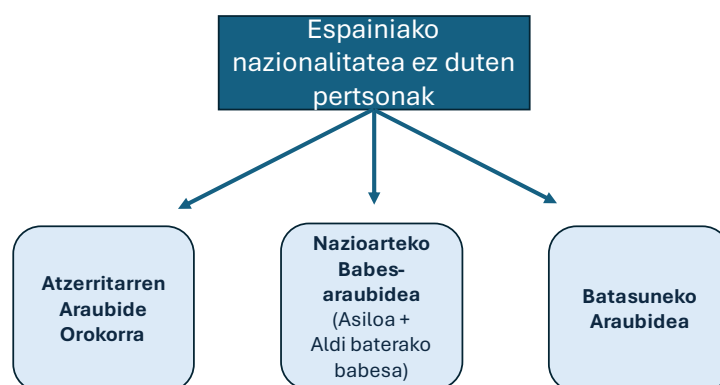 Espainiako
nazionalitatea ez duten
pertsonak
Atzerritarren
Araubide
Orokorra
Nazioarteko
Babes-
araubidea
(Asiloa +
Aldi baterako
babesa)
Batasuneko
Araubidea